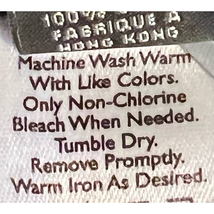 100%
FABRIQUE A
HONG KONG
Machine Wash Warm
With Like Colors.
Only Non-Chlorine
Bleach When Needed.
Tumble Dry.
Remove Promptly.
Warm Iron As Desired.